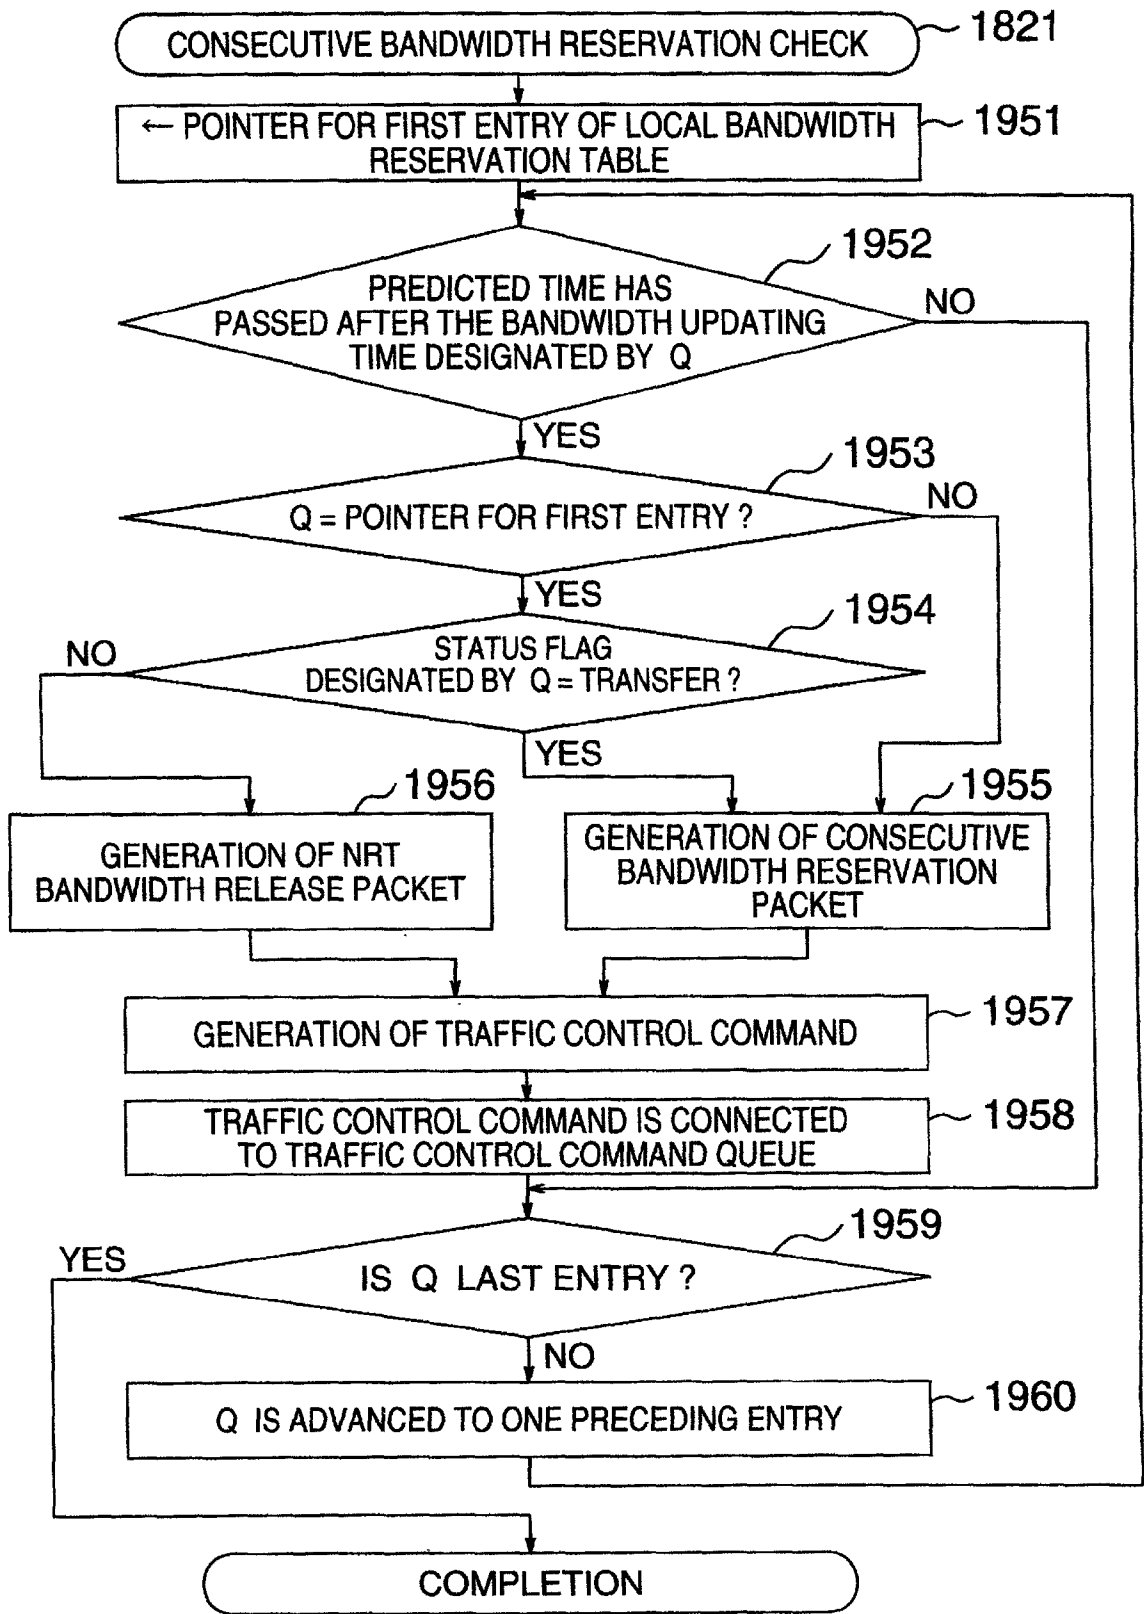 CONSECUTIVE BANDWIDTH RESERVATION CHECK
1821
← POINTER FOR FIRST ENTRY OF LOCAL BANDWIDTH
RESERVATION TABLE
1951
1952
PREDICTED TIME HAS
PASSED AFTER THE BANDWIDTH UPDATING
TIME DESIGNATED BY Q
NO
YES
1953
Q = POINTER FOR FIRST ENTRY ?
NO
YES
1954
STATUS FLAG
DESIGNATED BY Q = TRANSFER ?
NO
YES
1956
GENERATION OF NRT
BANDWIDTH RELEASE PACKET
1955
GENERATION OF CONSECUTIVE
BANDWIDTH RESERVATION
PACKET
GENERATION OF TRAFFIC CONTROL COMMAND
1957
TRAFFIC CONTROL COMMAND IS CONNECTED
TO TRAFFIC CONTROL COMMAND QUEUE
1958
1959
YES
IS Q LAST ENTRY ?
NO
Q IS ADVANCED TO ONE PRECEDING ENTRY
1960
COMPLETION